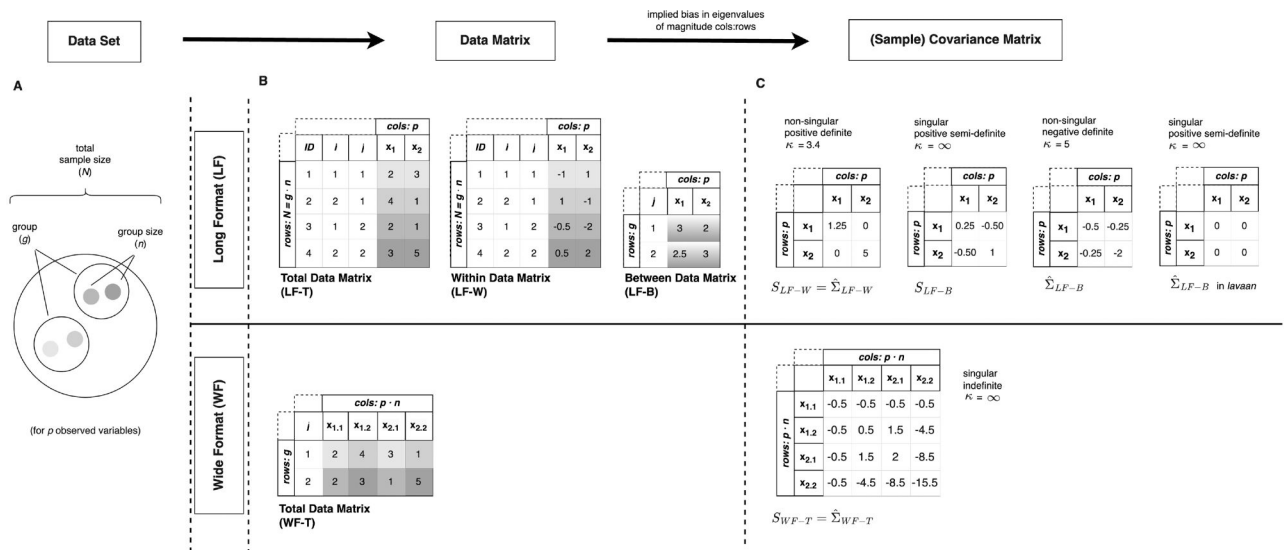 Data Set
Data Matrix
implied bias in eigenvalues
of magnitude cols:rows
(Sample) Covariance Matrix
A
B
C
total
sample size
(N)
group
(g)
group size
(n)
(for p observed variables)
Long Format (LF)
cols: p
ID i j x1 x2
rows: N = g · n
1 1 1 2 3
2 2 1 4 1
3 1 2 2 1
4 2 2 3 5
Total Data Matrix
(LF-T)
cols: p
ID i j x1 x2
rows: N = g · n
1 1 1 -1 1
2 2 1 1 -1
3 1 2 -0.5 -2
4 2 2 0.5 2
Within Data Matrix
(LF-W)
cols: p
j x1 x2
rows: g
1 3 2
2 2.5 3
Between Data Matrix
(LF-B)
non-singular
positive definite
κ = 3.4
cols: p
x1 x2
rows: p
x1 1.25 0
x2 0 5
S_LF−W = Σ̂_LF−W
singular
positive semi-definite
κ = ∞
cols: p
x1 x2
rows: p
x1 0.25 -0.50
x2 -0.50 1
S_LF−B
non-singular
negative definite
κ = 5
cols: p
x1 x2
rows: p
x1 -0.5 -0.25
x2 -0.25 -2
Σ̂_LF−B
singular
positive semi-definite
κ = ∞
cols: p
x1 x2
rows: p
x1 0 0
x2 0 0
Σ̂_LF−B in lavaan
Wide Format (WF)
cols: p · n
j x1.1 x1.2 x2.1 x2.2
rows: g
1 2 4 3 1
2 2 3 1 5
Total Data Matrix
(WF-T)
cols: p · n
x1.1 x1.2 x2.1 x2.2
rows: p · n
x1.1 -0.5 -0.5 -0.5 -0.5
x1.2 -0.5 0.5 1.5 -4.5
x2.1 -0.5 1.5 2 -8.5
x2.2 -0.5 -4.5 -8.5 -15.5
singular
indefinite
κ = ∞
S_WF−T = Σ̂_WF−T